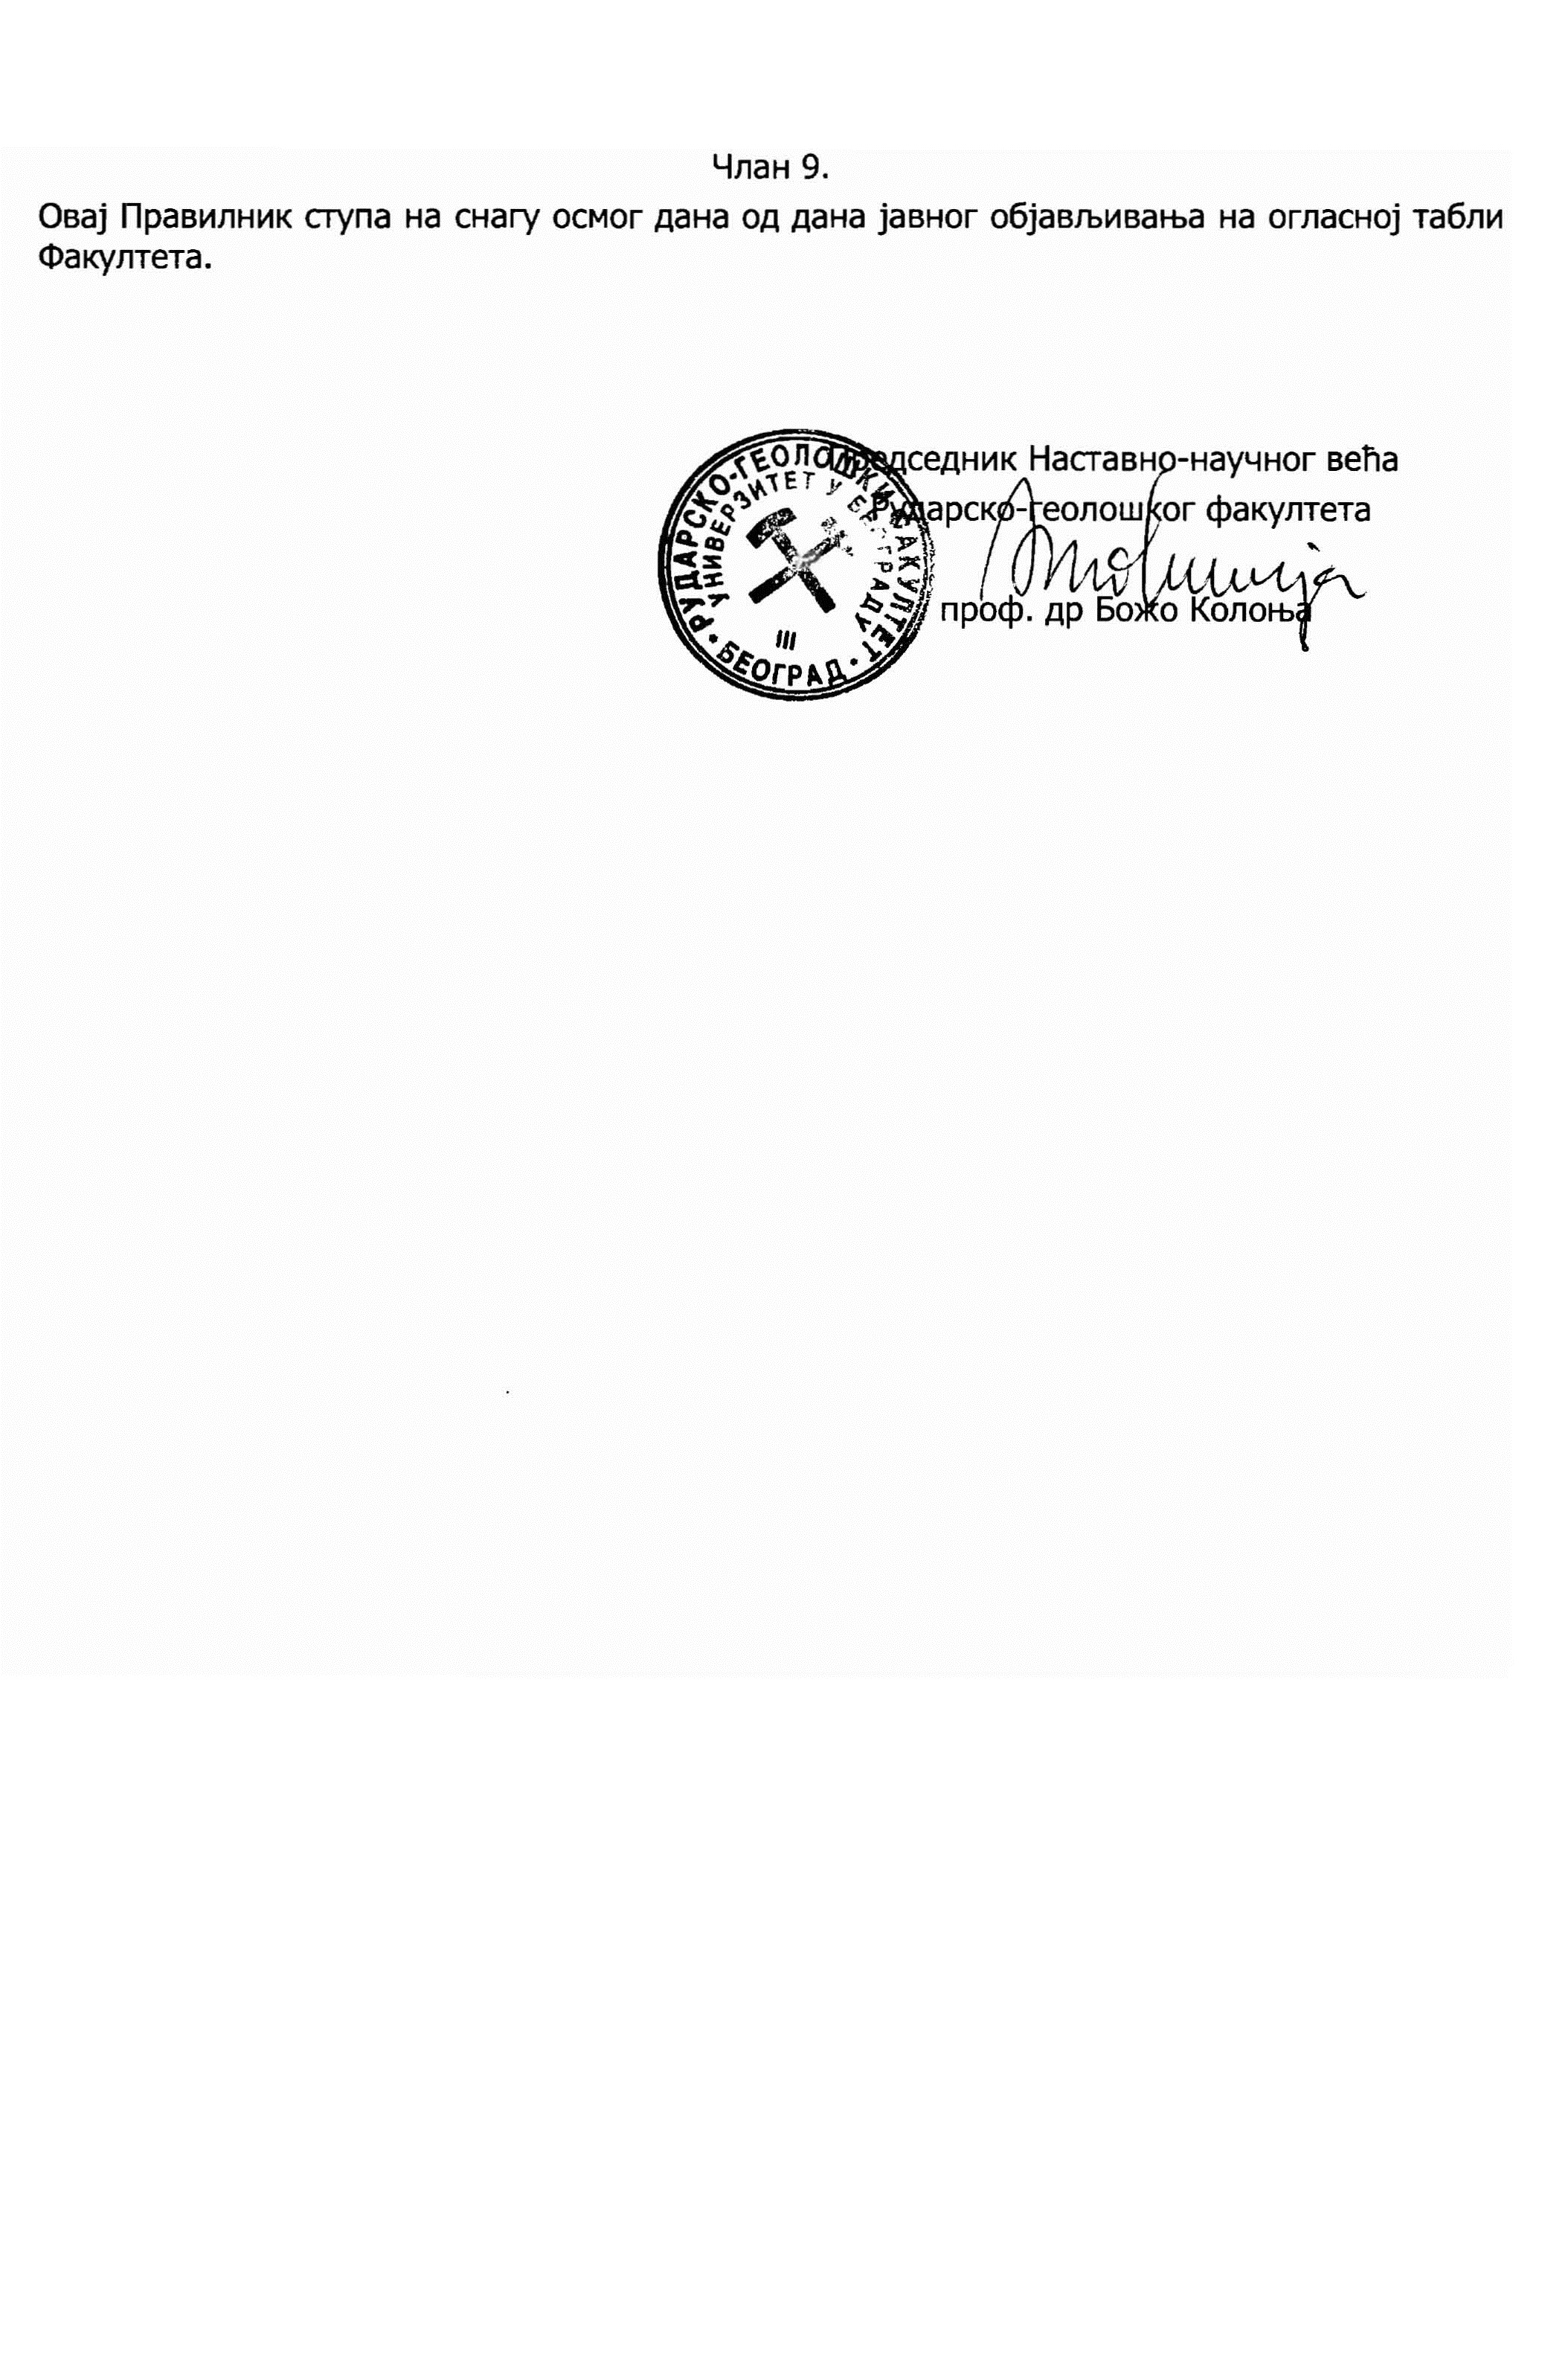 Члан 9.
Овај Правилник ступа на снагу осмог дана од дана јавног објављивања на огласној табли
Факултета.
Председник Наставно-научног већа
Рударско-геолошког факултета
проф. др Божо Колоња
РУДАРСКО-ГЕОЛОШКИ ФАКУЛТЕТ
УНИВЕРЗИТЕТ У БЕОГРАДУ
III
БЕОГРАД